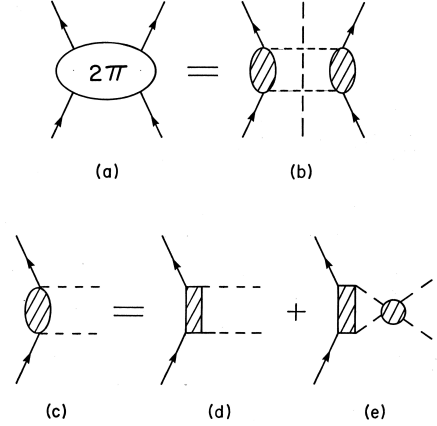 2π =
(a) (b)
= +
(c) (d) (e)